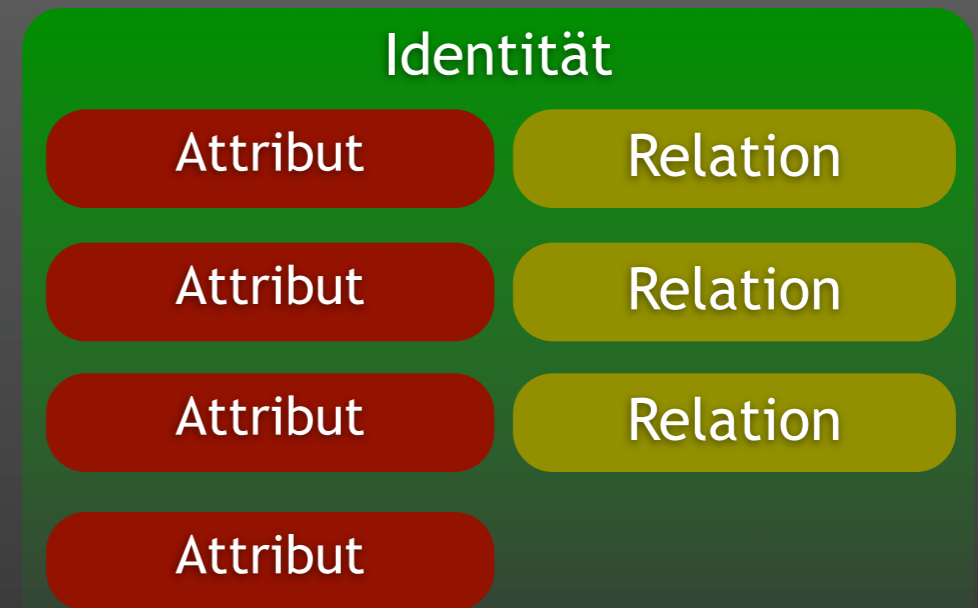 Identität
Attribut
Relation
Attribut
Relation
Attribut
Relation
Attribut